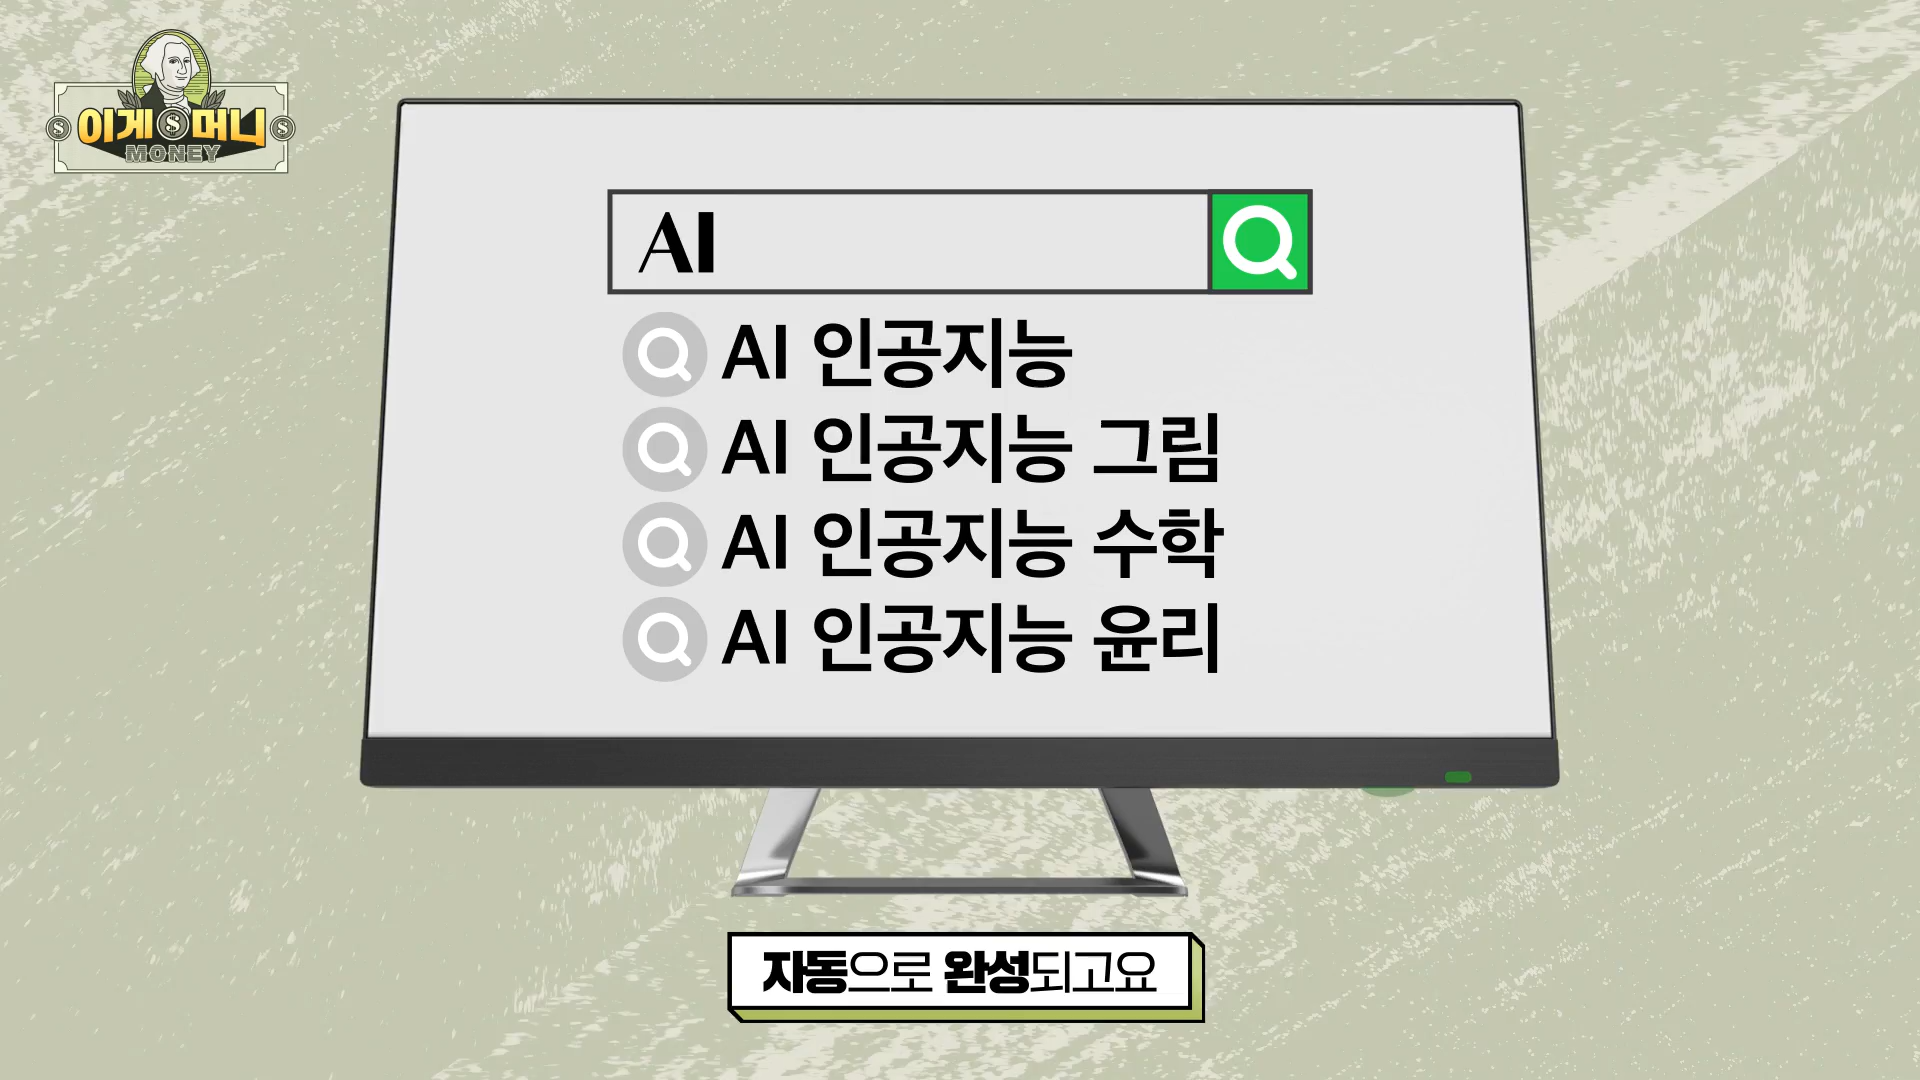 이게머니
MONEY
AI
AI 인공지능
AI 인공지능 그림
AI 인공지능 수학
AI 인공지능 윤리
자동으로 완성되고요